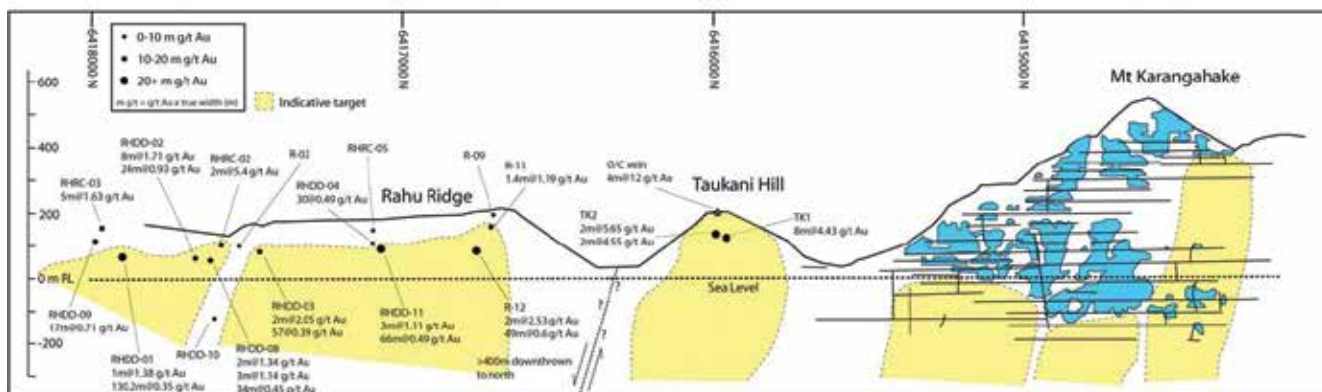 6418000 N
6417000 N
6416000 N
6415000 N
0-10 m g/t Au
10-20 m g/t Au
20+ m g/t Au
m g/t = g/t Au x true width (m)
Indicative target
Mt Karangahake
600
400
200
0 m RL
-200
RHDD-02
8m@1.71 g/t Au
26m@0.93 g/t Au
RHRC-02
2m@5.4 g/t Au
R-02
RHRC-05
R-09
R-11
1.4m@1.19 g/t Au
O/C vein
4m@12 g/t Au
RHRC-03
5m@1.63 g/t Au
RHDD-04
30@0.49 g/t Au
Rahu Ridge
Taukani Hill
TK2
2m@5.65 g/t Au
2m@4.55 g/t Au
TK1
8m@4.43 g/t Au
Sea Level
RHDD-09
17m@0.71 g/t Au
RHDD-01
1m@1.38 g/t Au
130.2m@0.35 g/t Au
RHDD-10
RHDD-03
2m@2.05 g/t Au
57@0.39 g/t Au
RHDD-08
2m@1.34 g/t Au
3m@1.14 g/t Au
34m@0.45 g/t Au
RHDD-11
3m@1.11 g/t Au
66m@0.49 g/t Au
R-12
2m@2.53 g/t Au
49m@0.6 g/t Au
?
?
?
?
>400m downthrown
to north